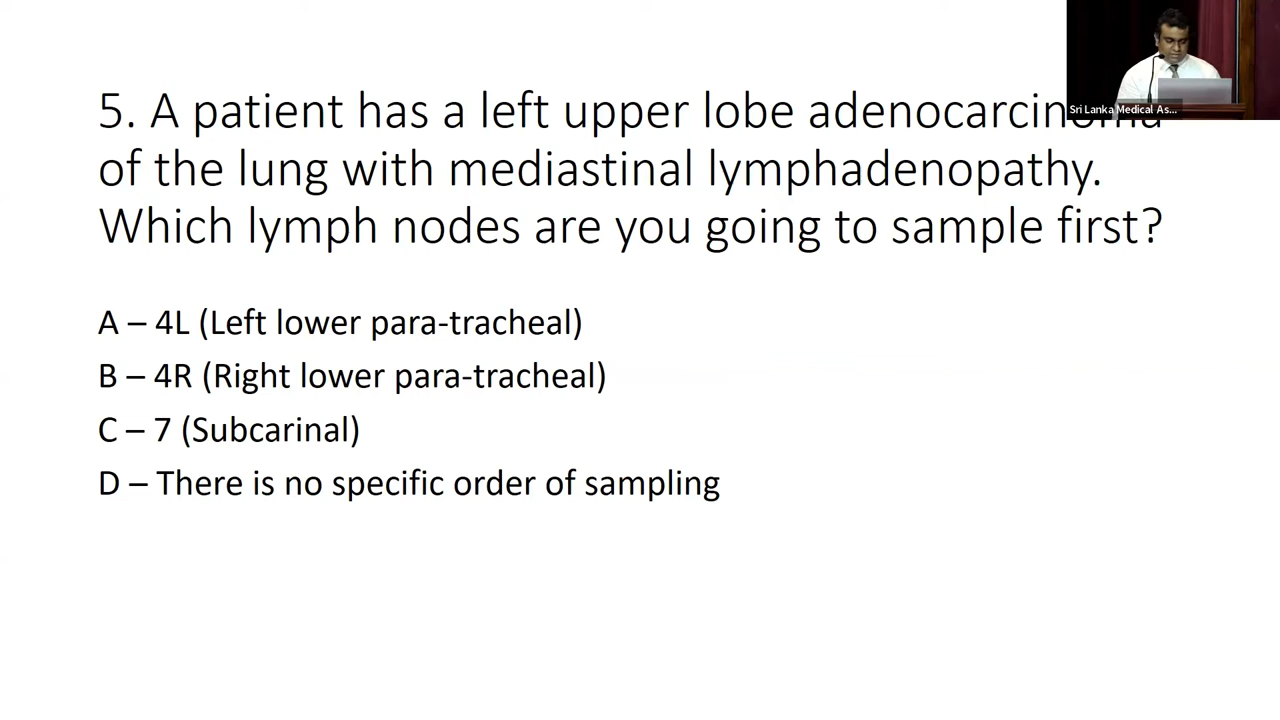 5. A patient has a left upper lobe adenocarcinoma
of the lung with mediastinal lymphadenopathy.
Which lymph nodes are you going to sample first?
Sri Lanka Medical As...
A – 4L (Left lower para-tracheal)
B – 4R (Right lower para-tracheal)
C – 7 (Subcarinal)
D – There is no specific order of sampling